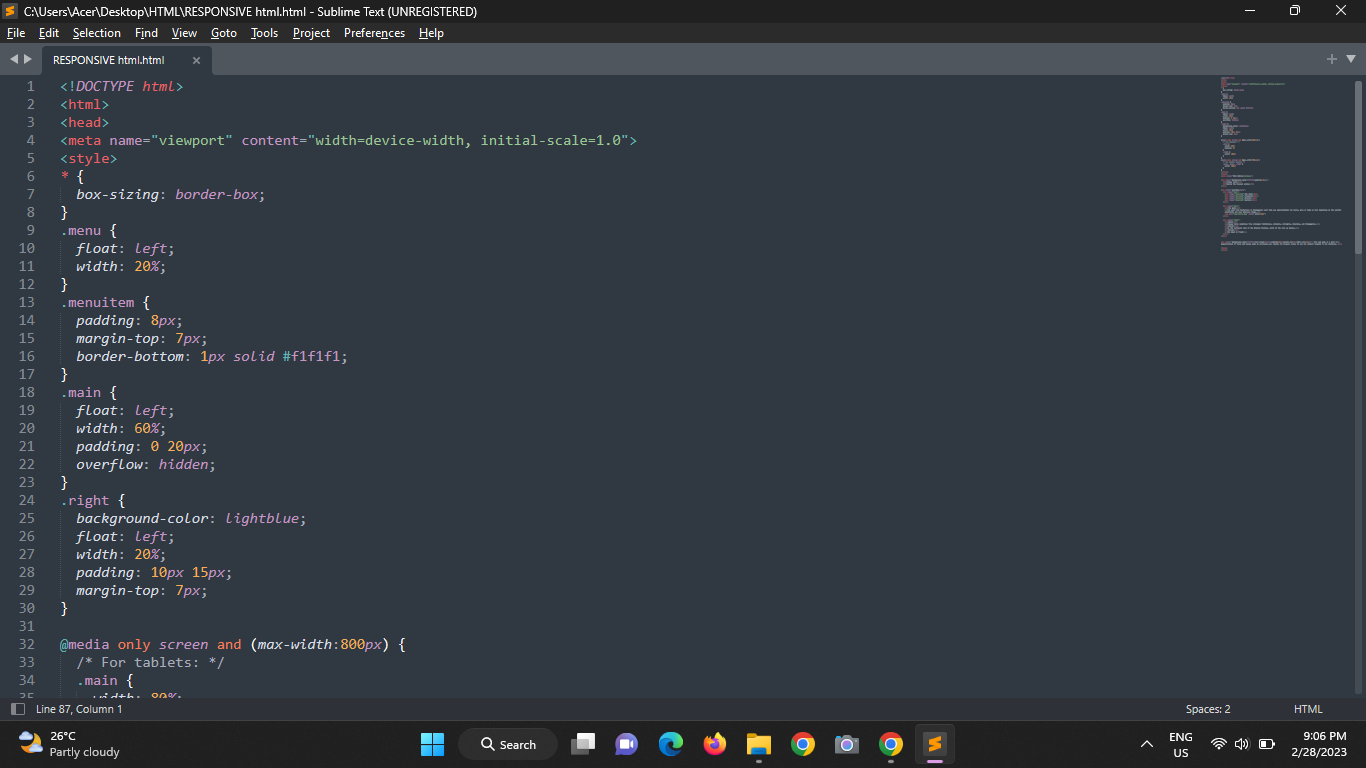 C:\Users\Acer\Desktop\HTML\RESPONSIVE html.html - Sublime Text (UNREGISTERED)
File Edit Selection Find View Goto Tools Project Preferences Help
RESPONSIVE html.html ×
1 <!DOCTYPE html>
2 <html>
3 <head>
4 <meta name="viewport" content="width=device-width, initial-scale=1.0">
5 <style>
6 * {
7   box-sizing: border-box;
8 }
9 .menu {
10   float: left;
11   width: 20%;
12 }
13 .menuitem {
14   padding: 8px;
15   margin-top: 7px;
16   border-bottom: 1px solid #f1f1f1;
17 }
18 .main {
19   float: left;
20   width: 60%;
21   padding: 0 20px;
22   overflow: hidden;
23 }
24 .right {
25   background-color: lightblue;
26   float: left;
27   width: 20%;
28   padding: 10px 15px;
29   margin-top: 7px;
30 }
31
32 @media only screen and (max-width:800px) {
33   /* For tablets: */
34   .main {
35     width: 80%;
Line 87, Column 1 Spaces: 2 HTML
26°C
Partly cloudy
Search
ENG
US
9:06 PM
2/28/2023